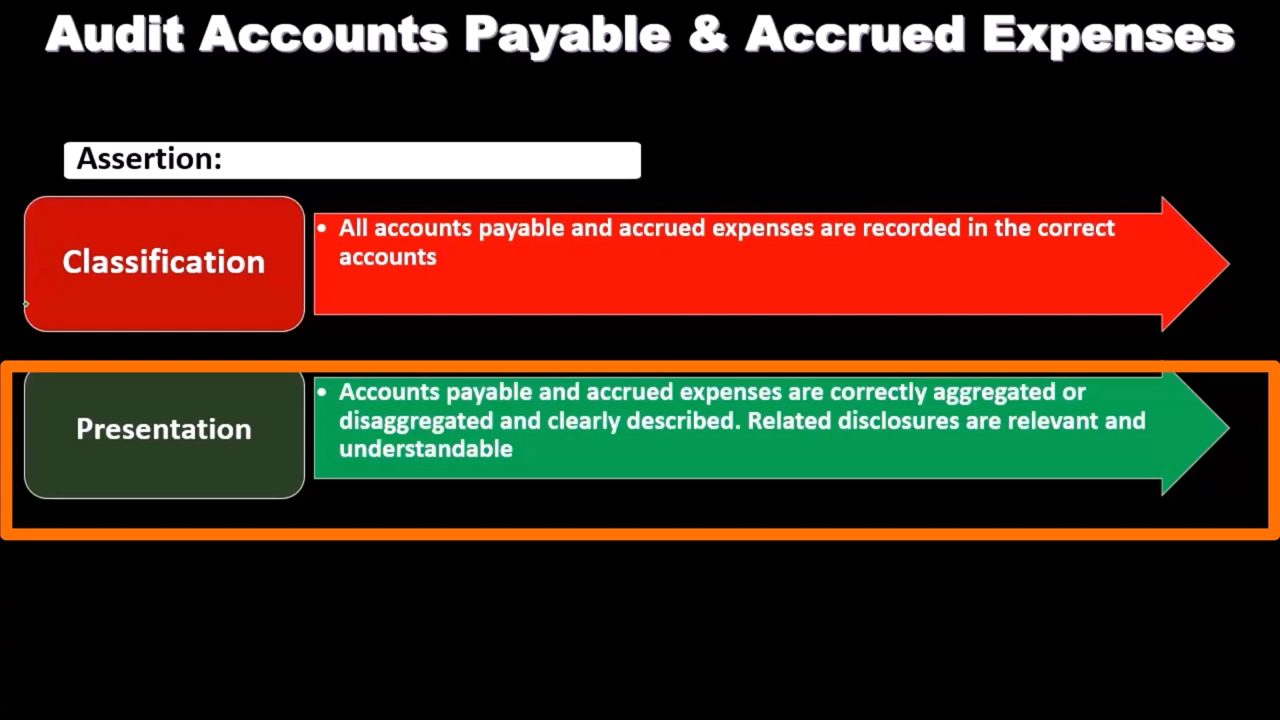 Audit Accounts Payable & Accrued Expenses
Assertion:
Classification
• All accounts payable and accrued expenses are recorded in the correct
accounts
Presentation
• Accounts payable and accrued expenses are correctly aggregated or
disaggregated and clearly described. Related disclosures are relevant and
understandable